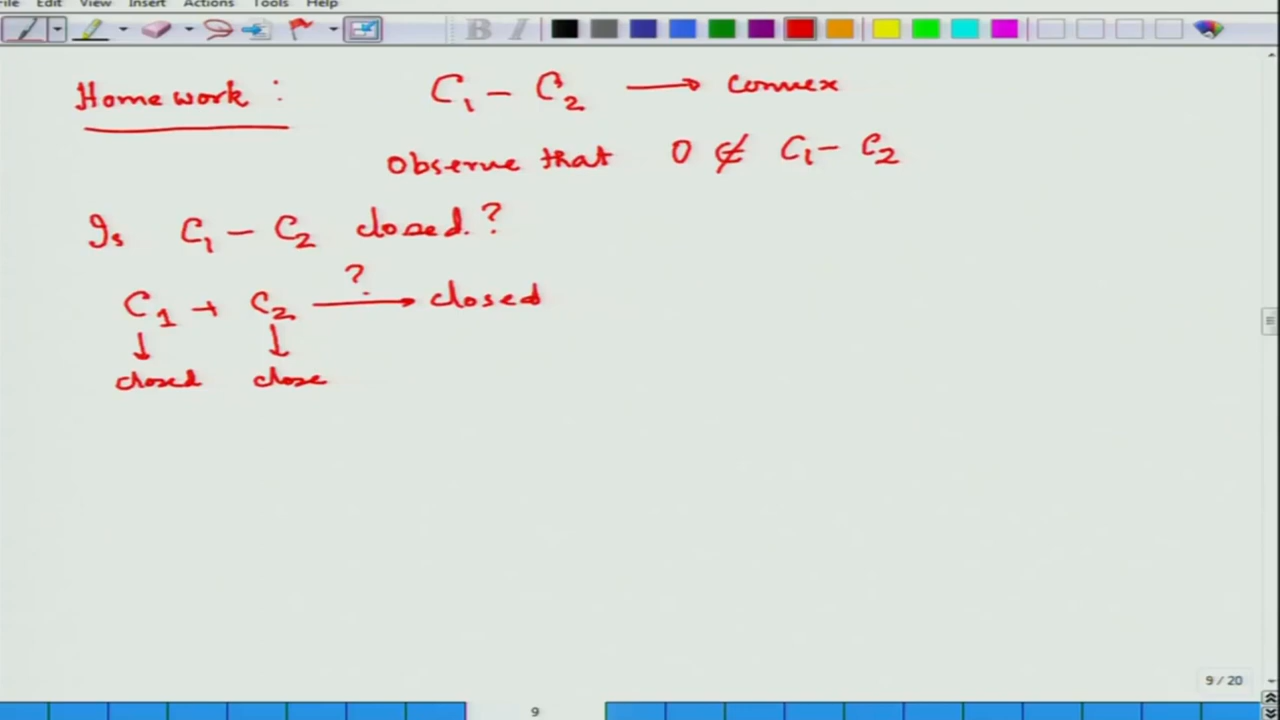 File Edit View Insert Actions Tools Help
B I
Homework : C₁ - C₂ → convex
Observe that 0 ∉ C₁ - C₂
Is C₁ - C₂ closed.?
?
C₁ + C₂ → closed
↓ ↓
closed close
9 / 20
9